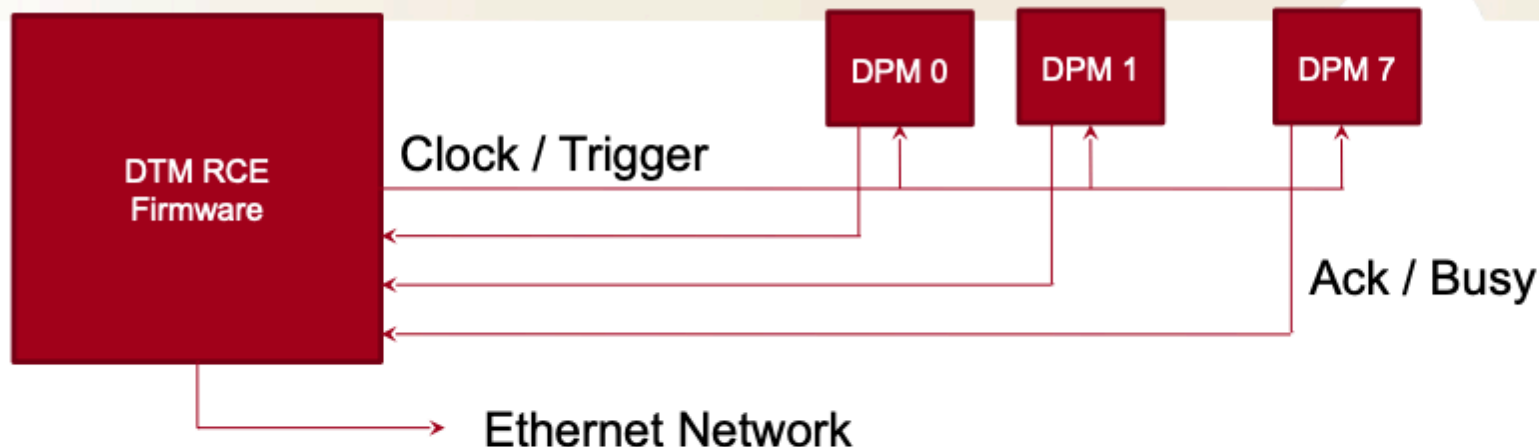 DPM 0
DPM 1
DPM 7
Clock / Trigger
DTM RCE
Firmware
Ack / Busy
Ethernet Network